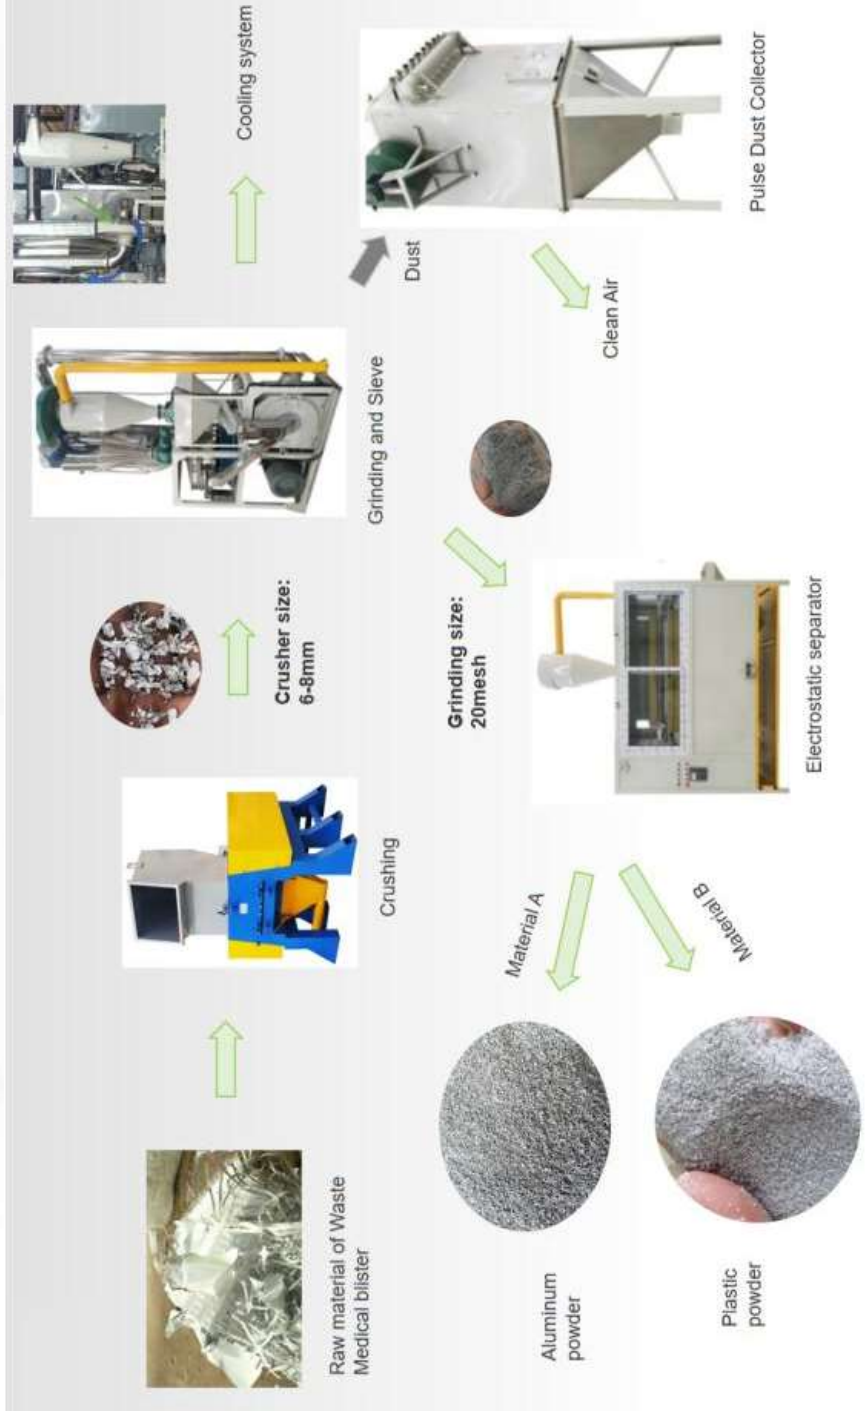 Raw material of Waste
Medical blister
Crushing
Crusher size:
6-8mm
Grinding and Sieve
Cooling system
Dust
Pulse Dust Collector
Clean Air
Grinding size:
20mesh
Electrostatic separator
Material A
Material B
Aluminum
powder
Plastic
powder